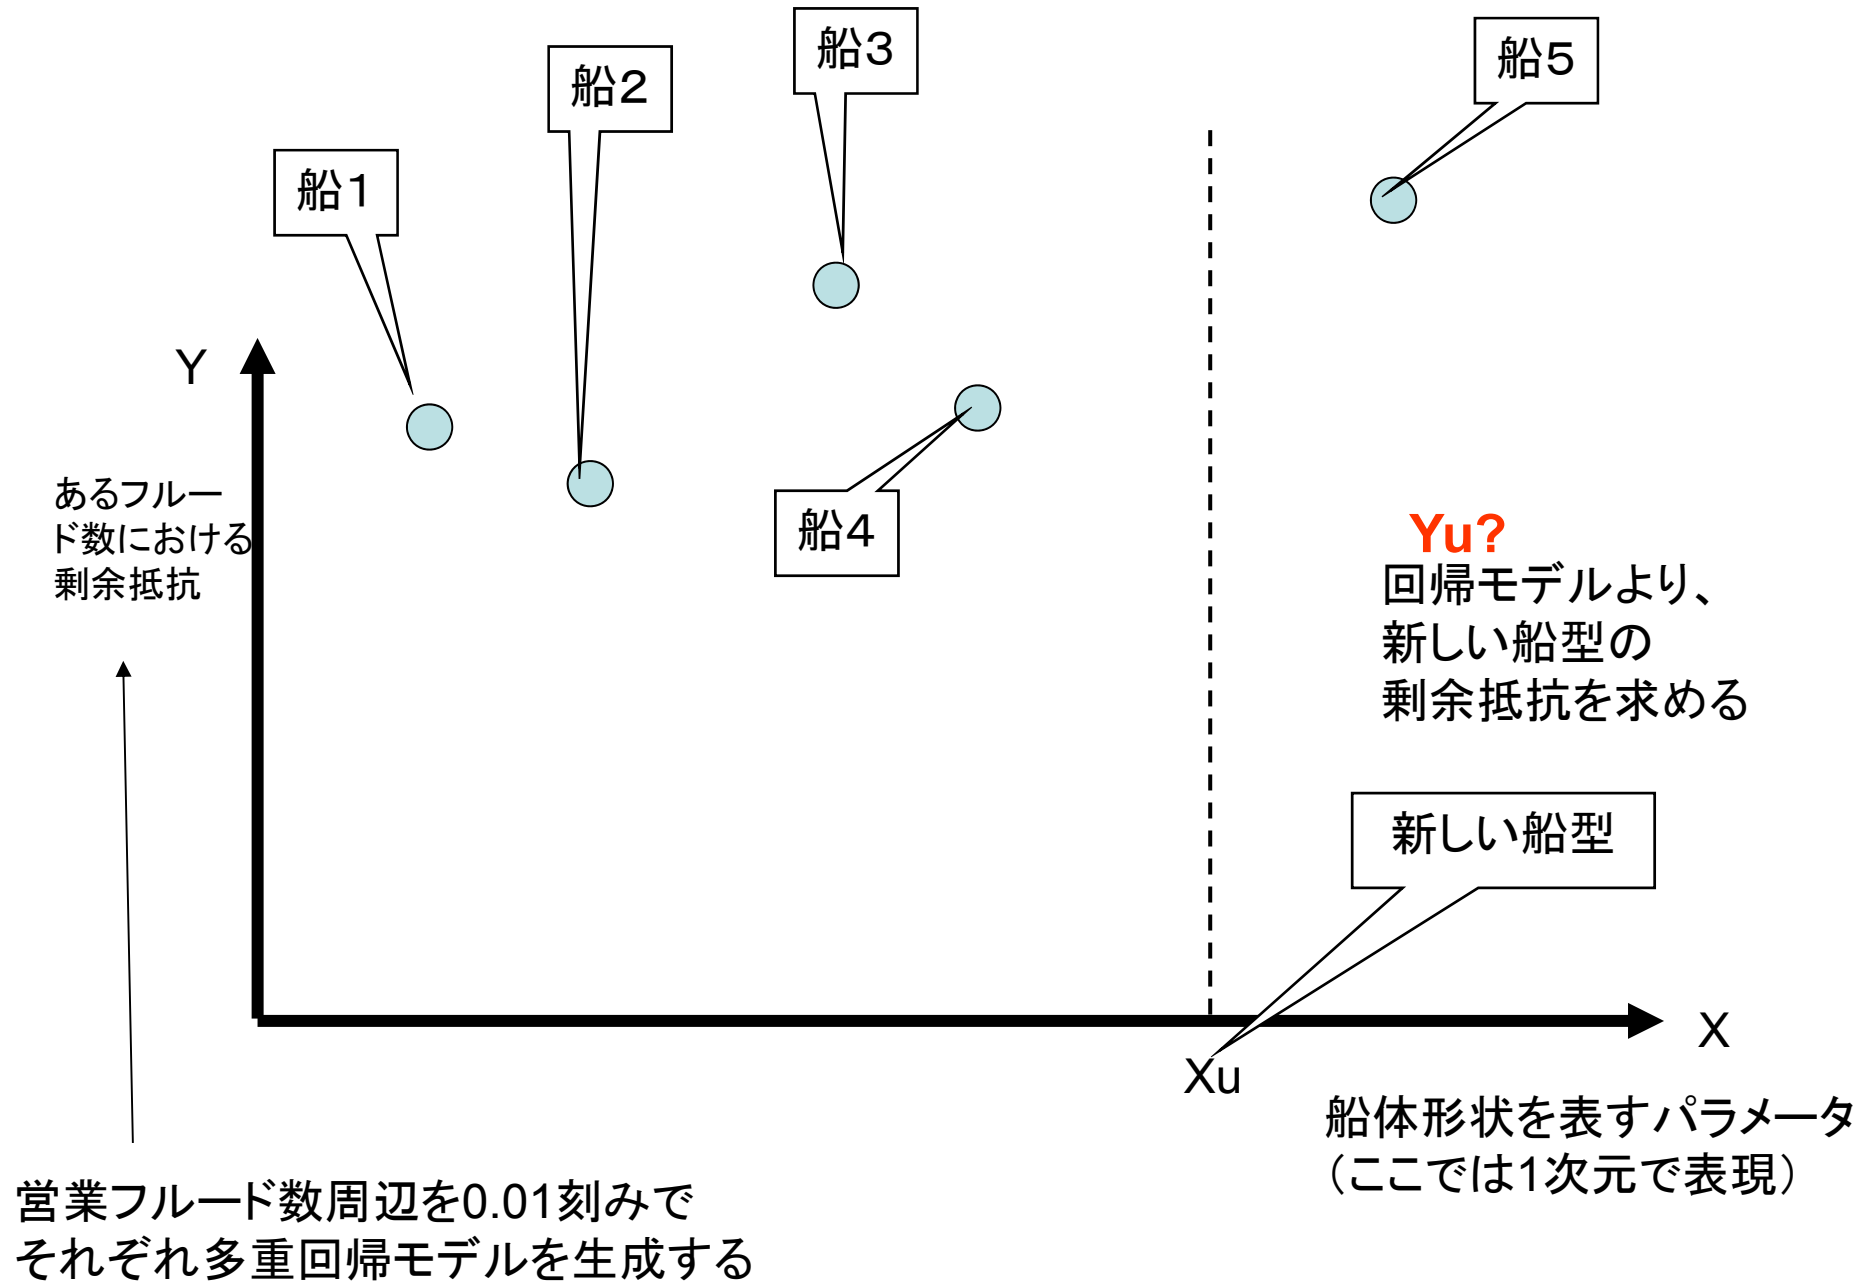 船1
船2
船3
船5
Y
あるフルー
ド数における
剰余抵抗
船4
Yu?
回帰モデルより、
新しい船型の
剰余抵抗を求める
新しい船型
X
Xu
船体形状を表すパラメータ
（ここでは1次元で表現）
営業フルード数周辺を0.01刻みで
それぞれ多重回帰モデルを生成する